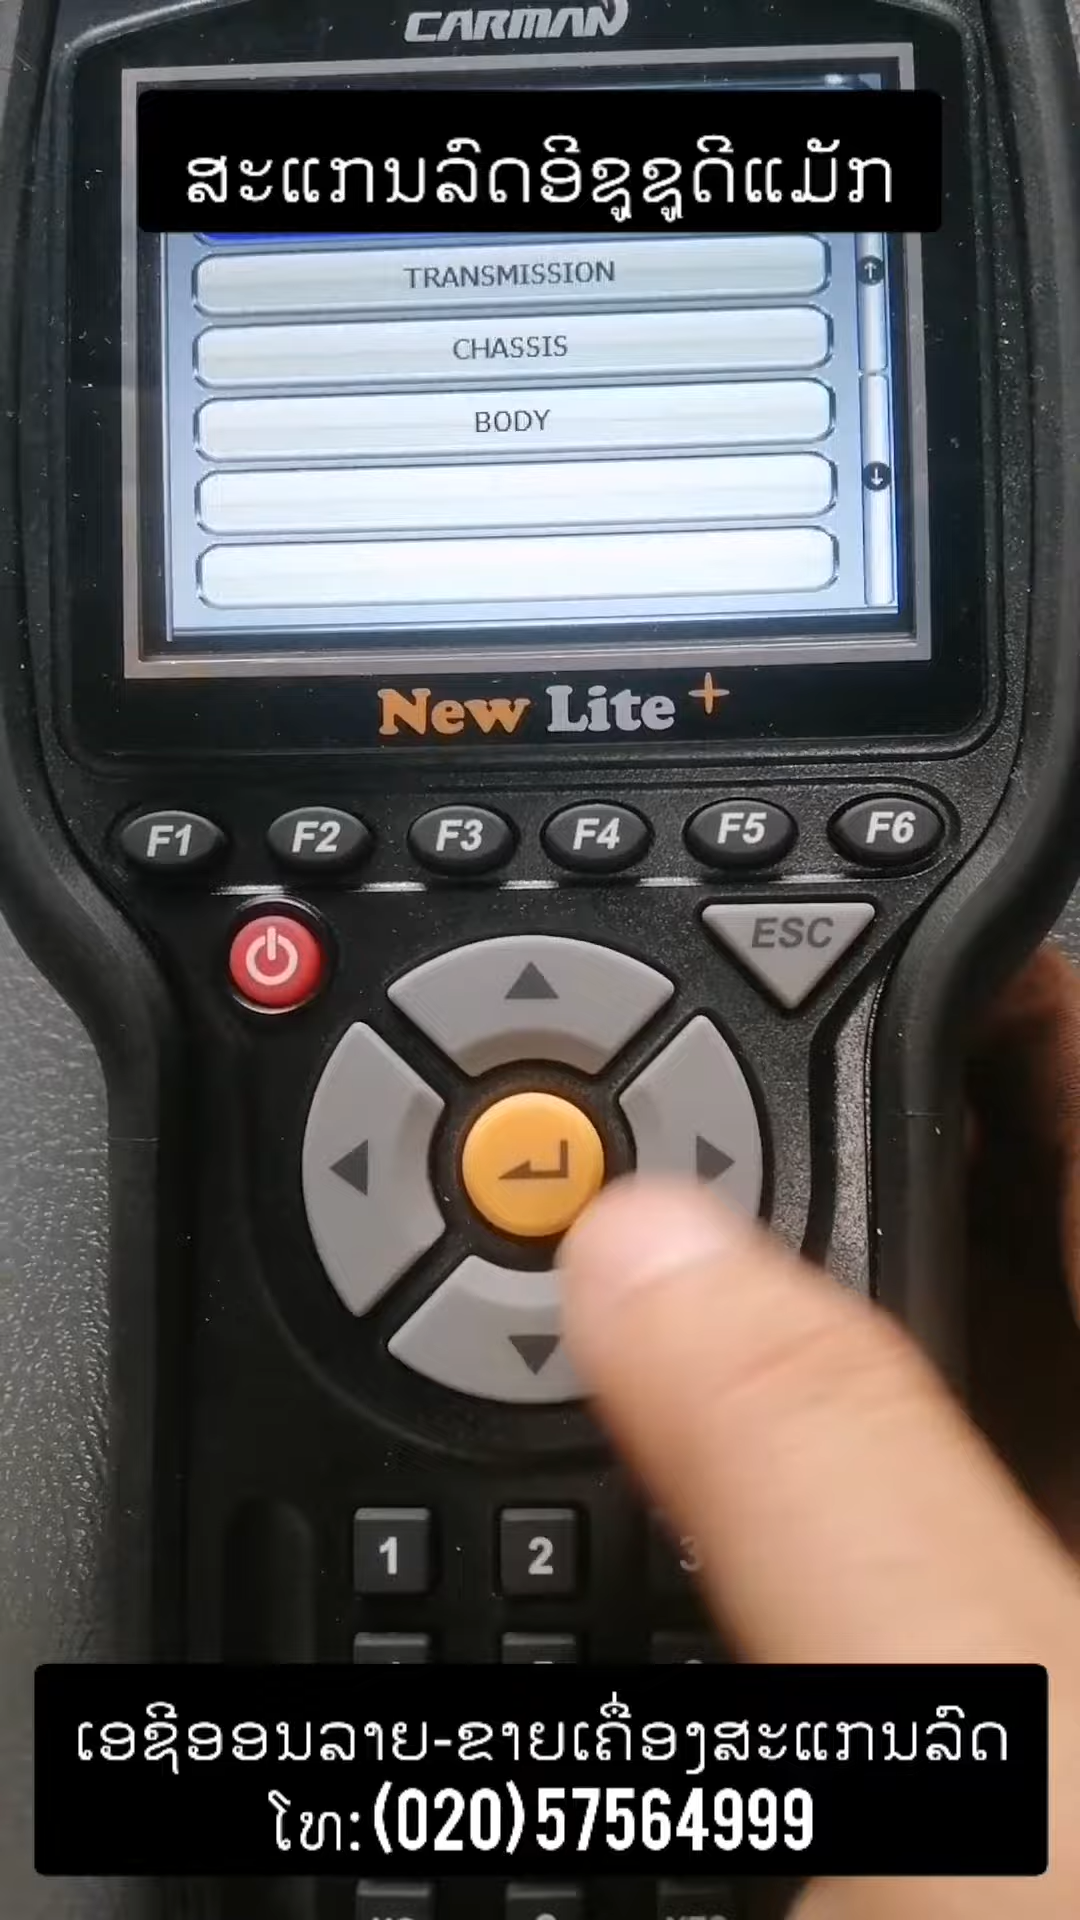 CARMAN
ສະແກນລົດອີຊູຊູດີແມັກ
TRANSMISSION
CHASSIS
BODY
New Lite+
F1 F2 F3 F4 F5 F6
ESC
1 2 3
ເອຊີອອນລາຍ-ຂາຍເຄື່ອງສະແກນລົດ
ໂທ: (020) 57564999